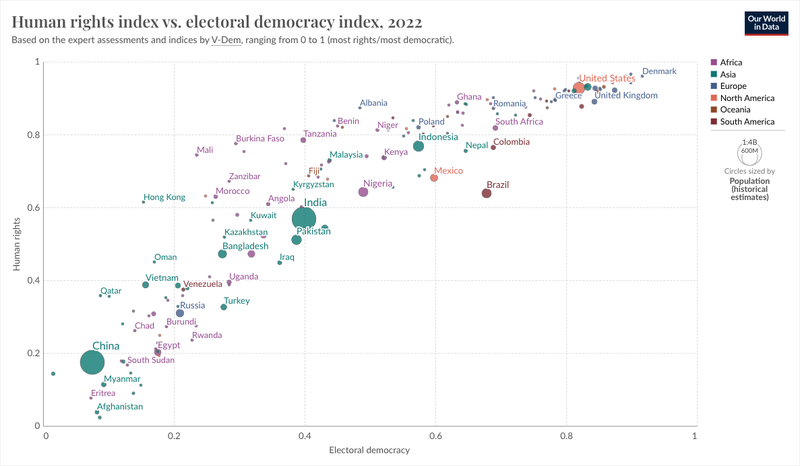 Human rights index vs. electoral democracy index, 2022
Based on the expert assessments and indices by V-Dem, ranging from 0 to 1 (most rights/most democratic).
Our World
in Data
1
0.8
0.6
0.4
0.2
0
Human rights
0
0.2
0.4
0.6
0.8
1
Electoral democracy
Denmark
United States
Greece
United Kingdom
Ghana
Romania
Albania
Benin
Niger
Poland
South Africa
Burkina Faso
Tanzania
Indonesia
Colombia
Mali
Malaysia
Kenya
Nepal
Zanzibar
Fiji
Mexico
Kyrgyzstan
Nigeria
Brazil
Hong Kong
Morocco
Angola
India
Kuwait
Kazakhstan
Pakistan
Bangladesh
Oman
Iraq
Vietnam
Venezuela
Uganda
Qatar
Russia
Turkey
Chad
Burundi
Rwanda
China
Egypt
South Sudan
Myanmar
Eritrea
Afghanistan
Africa
Asia
Europe
North America
Oceania
South America
1.4B
600M
Circles sized by
Population
(historical
estimates)